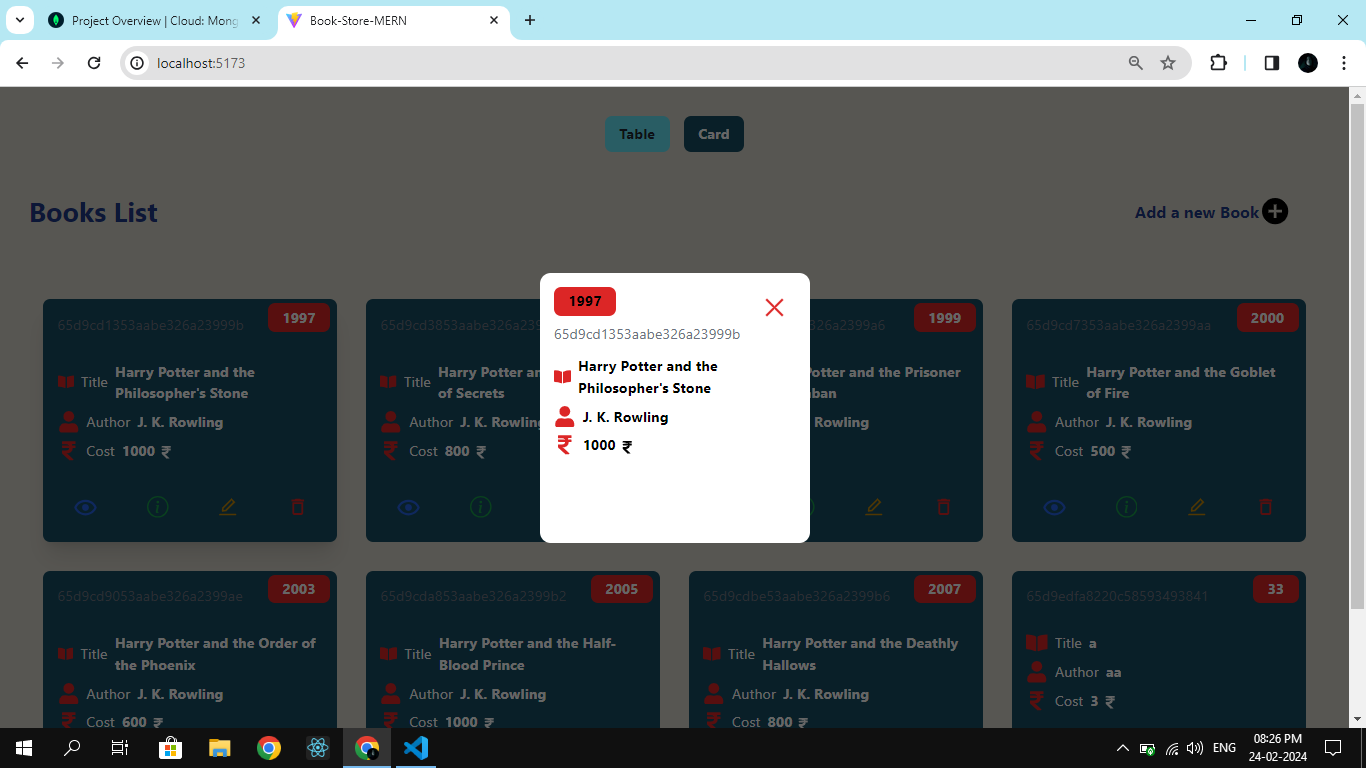 Project Overview | Cloud: Mong
Book-Store-MERN
localhost:5173
Table
Card
Books List
Add a new Book
1997
65d9cd1353aabe326a23999b
Harry Potter and the
Philosopher's Stone
J. K. Rowling
1000 ₹
65d9cd1353aabe326a23999b
1997
Title
Harry Potter and the
Philosopher's Stone
Author J. K. Rowling
Cost 1000 ₹
65d9cd3853aabe326a23
Title
Harry Potter an
of Secrets
Author J. K. Rowling
Cost 800 ₹
326a2399a6
1999
Potter and the Prisoner
ban
Rowling
65d9cd7353aabe326a2399aa
2000
Title
Harry Potter and the Goblet
of Fire
Author J. K. Rowling
Cost 500 ₹
65d9cd9053aabe326a2399ae
2003
Title
Harry Potter and the Order of
the Phoenix
Author J. K. Rowling
Cost 600 ₹
65d9cda853aabe326a2399b2
2005
Title
Harry Potter and the Half-
Blood Prince
Author J. K. Rowling
Cost 1000 ₹
65d9cdbe53aabe326a2399b6
2007
Title
Harry Potter and the Deathly
Hallows
Author J. K. Rowling
Cost 800 ₹
65d9edfa8220c58593493841
33
Title a
Author aa
Cost 3 ₹
ENG
08:26 PM
24-02-2024